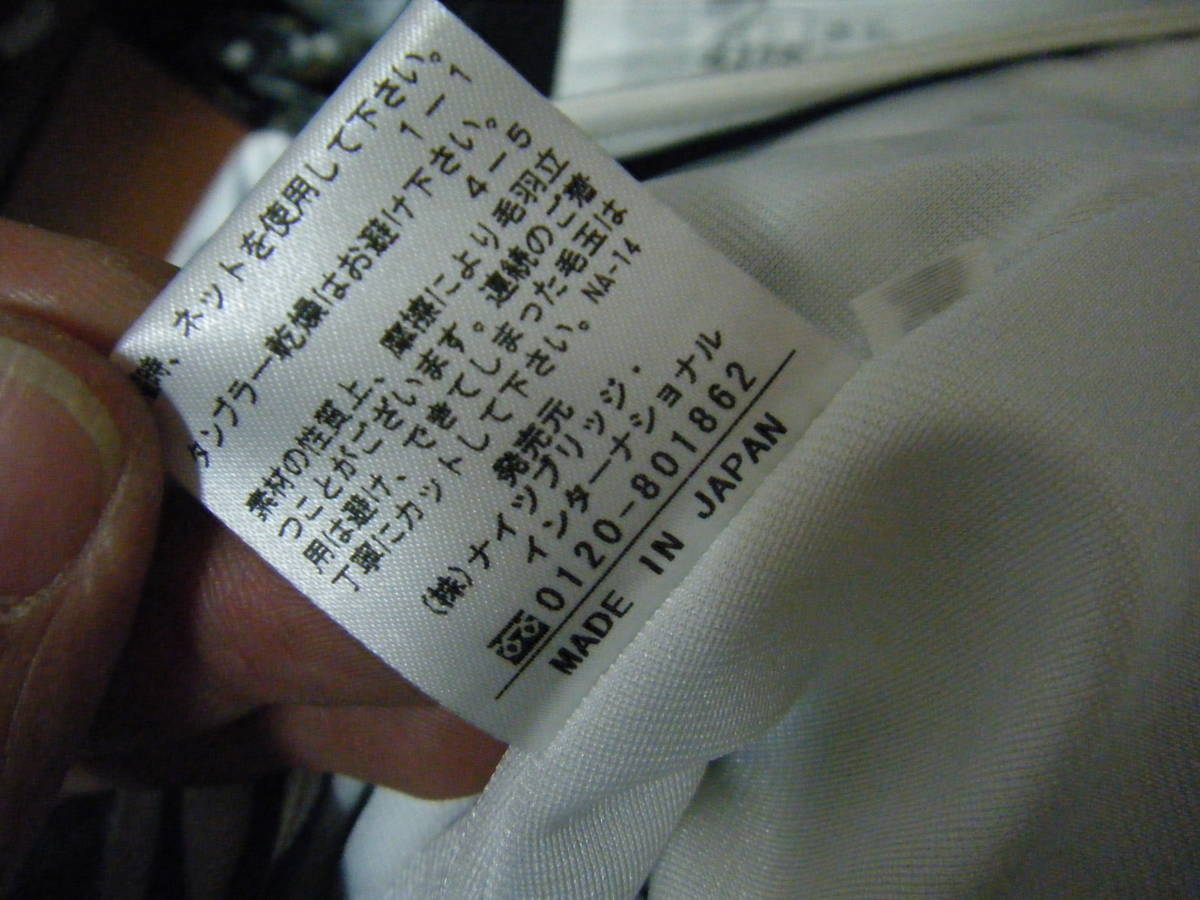 、ネットを使用して下さい。
1-1
タンブラー乾燥はお避け下さい。
4-5
素材の性質上、摩擦により毛羽立
つことがございます。連続のご着
用は避け、できてしまった毛玉は
丁寧にカットして下さい。 NA-14
発売元
(株)ナイツブリッジ・
インターナショナル
0120-801862
MADE IN JAPAN